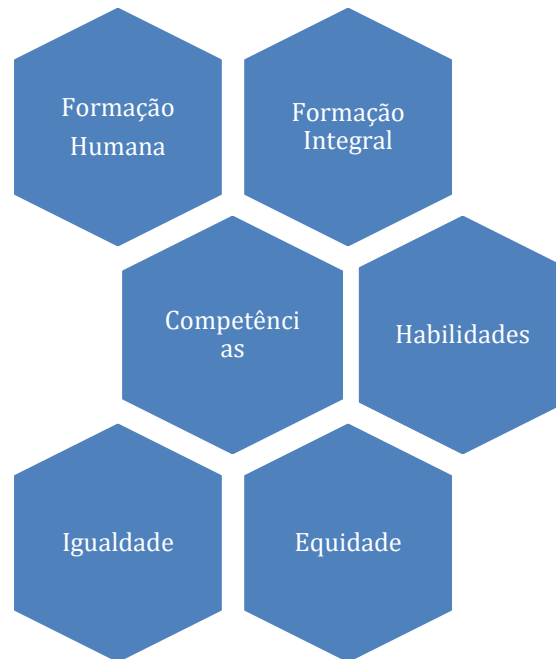 Formação
Humana
Formação
Integral
Competênci
as
Habilidades
Igualdade
Equidade